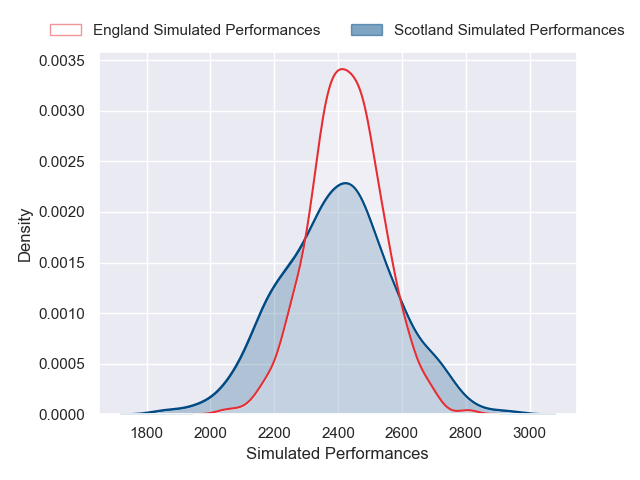 England Simulated Performances Scotland Simulated Performances
0.0035
0.0030
0.0025
0.0020
0.0015
0.0010
0.0005
0.0000
Density
1800 2000 2200 2400 2600 2800 3000
Simulated Performances